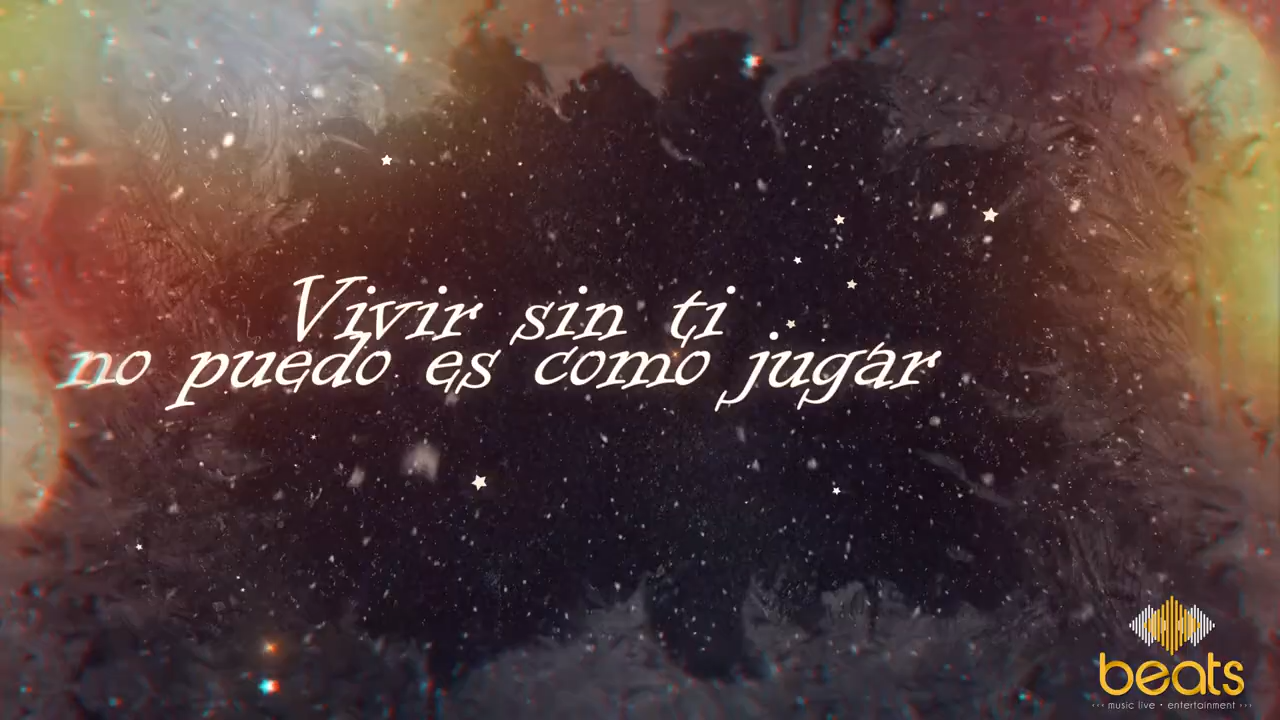 Vivir sin ti
no puedo es como jugar
beats
music live • entertainment